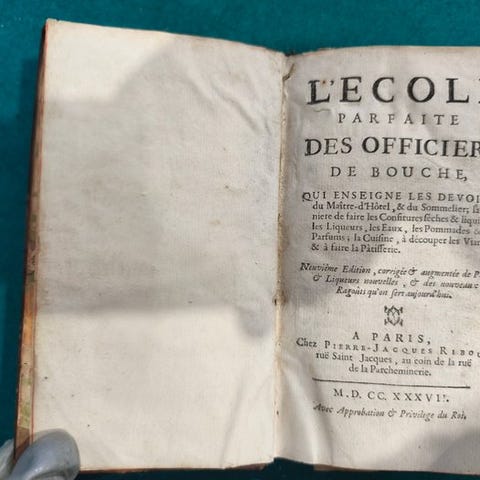 L'ECOL
PARFAITE
DES OFFICIER
DE BOUCHE,
QUI ENSEIGNE LES DEVOI
du Maître-d'Hôtel, & du Sommelier; la
niere de faire les Confitures sêches & liqui
les Liqueurs, les Eaux, les Pommades &
Parfums; la Cuisine, à découper les Vian
& à faire la Pâtisserie.
Neuviéme Edition, corrigée & augmentée de P
& Liqueurs nouvelles, & des nouveaux
Ragoûts qu'on sert aujourd'hui.
A PARIS,
Chez PIERRE-JACQUES RIBOU
ruë Saint Jacques, au coin de la ruë
de la Parcheminerie.
M. D. CC. XXXVI.
Avec Approbation & Privilege du Roi.